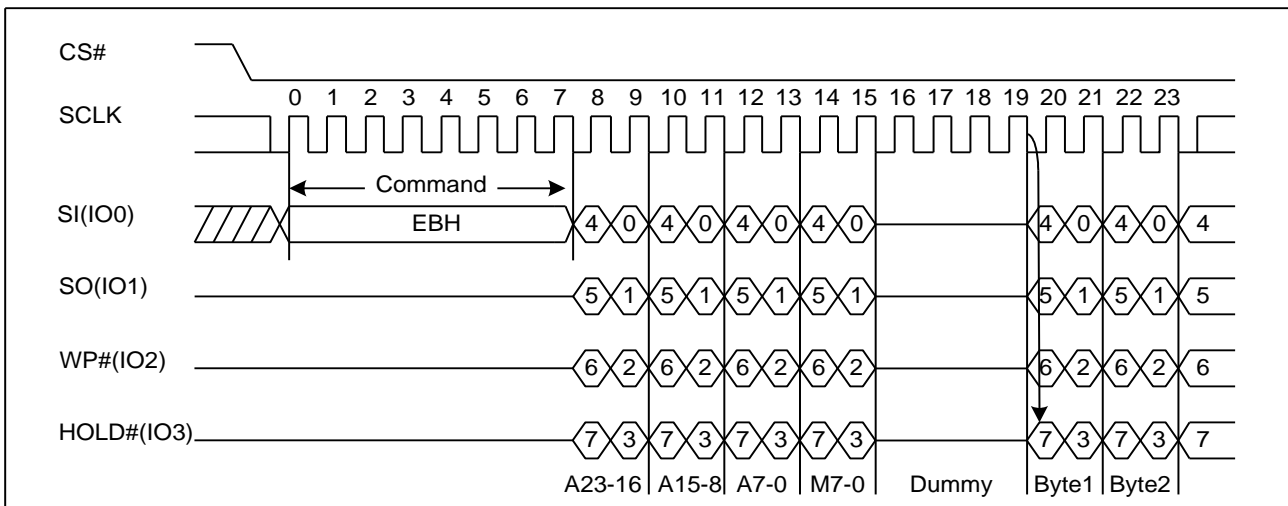 CS#
0 1 2 3 4 5 6 7 8 9 10 11 12 13 14 15 16 17 18 19 20 21 22 23
SCLK
Command
SI(IO0) EBH 4 0 4 0 4 0 4 0 4 0 4 0 4
SO(IO1) 5 1 5 1 5 1 5 1 5 1 5 1 5
WP#(IO2) 6 2 6 2 6 2 6 2 6 2 6 2 6
HOLD#(IO3) 7 3 7 3 7 3 7 3 7 3 7 3 7
A23-16 A15-8 A7-0 M7-0 Dummy Byte1 Byte2